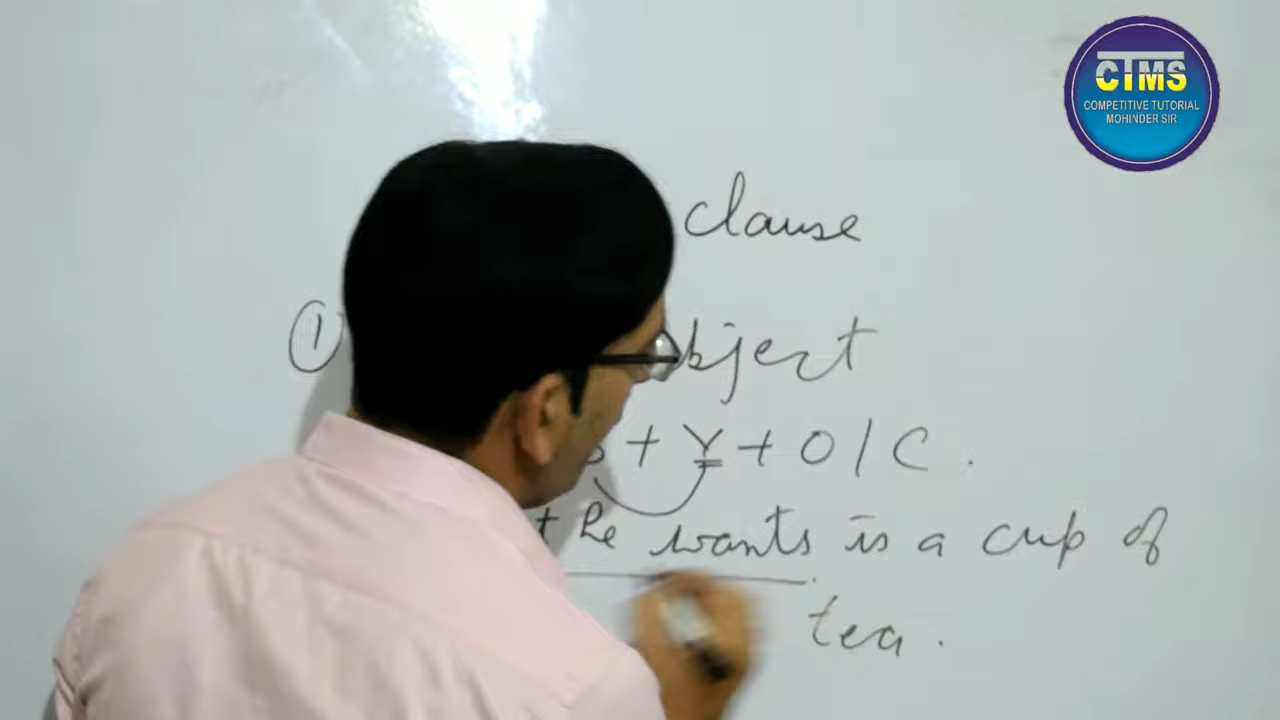 CTMS
COMPETITIVE TUTORIAL
MOHINDER SIR
clause
① bject
S + V + O / C .
t he wants is a cup of
tea .